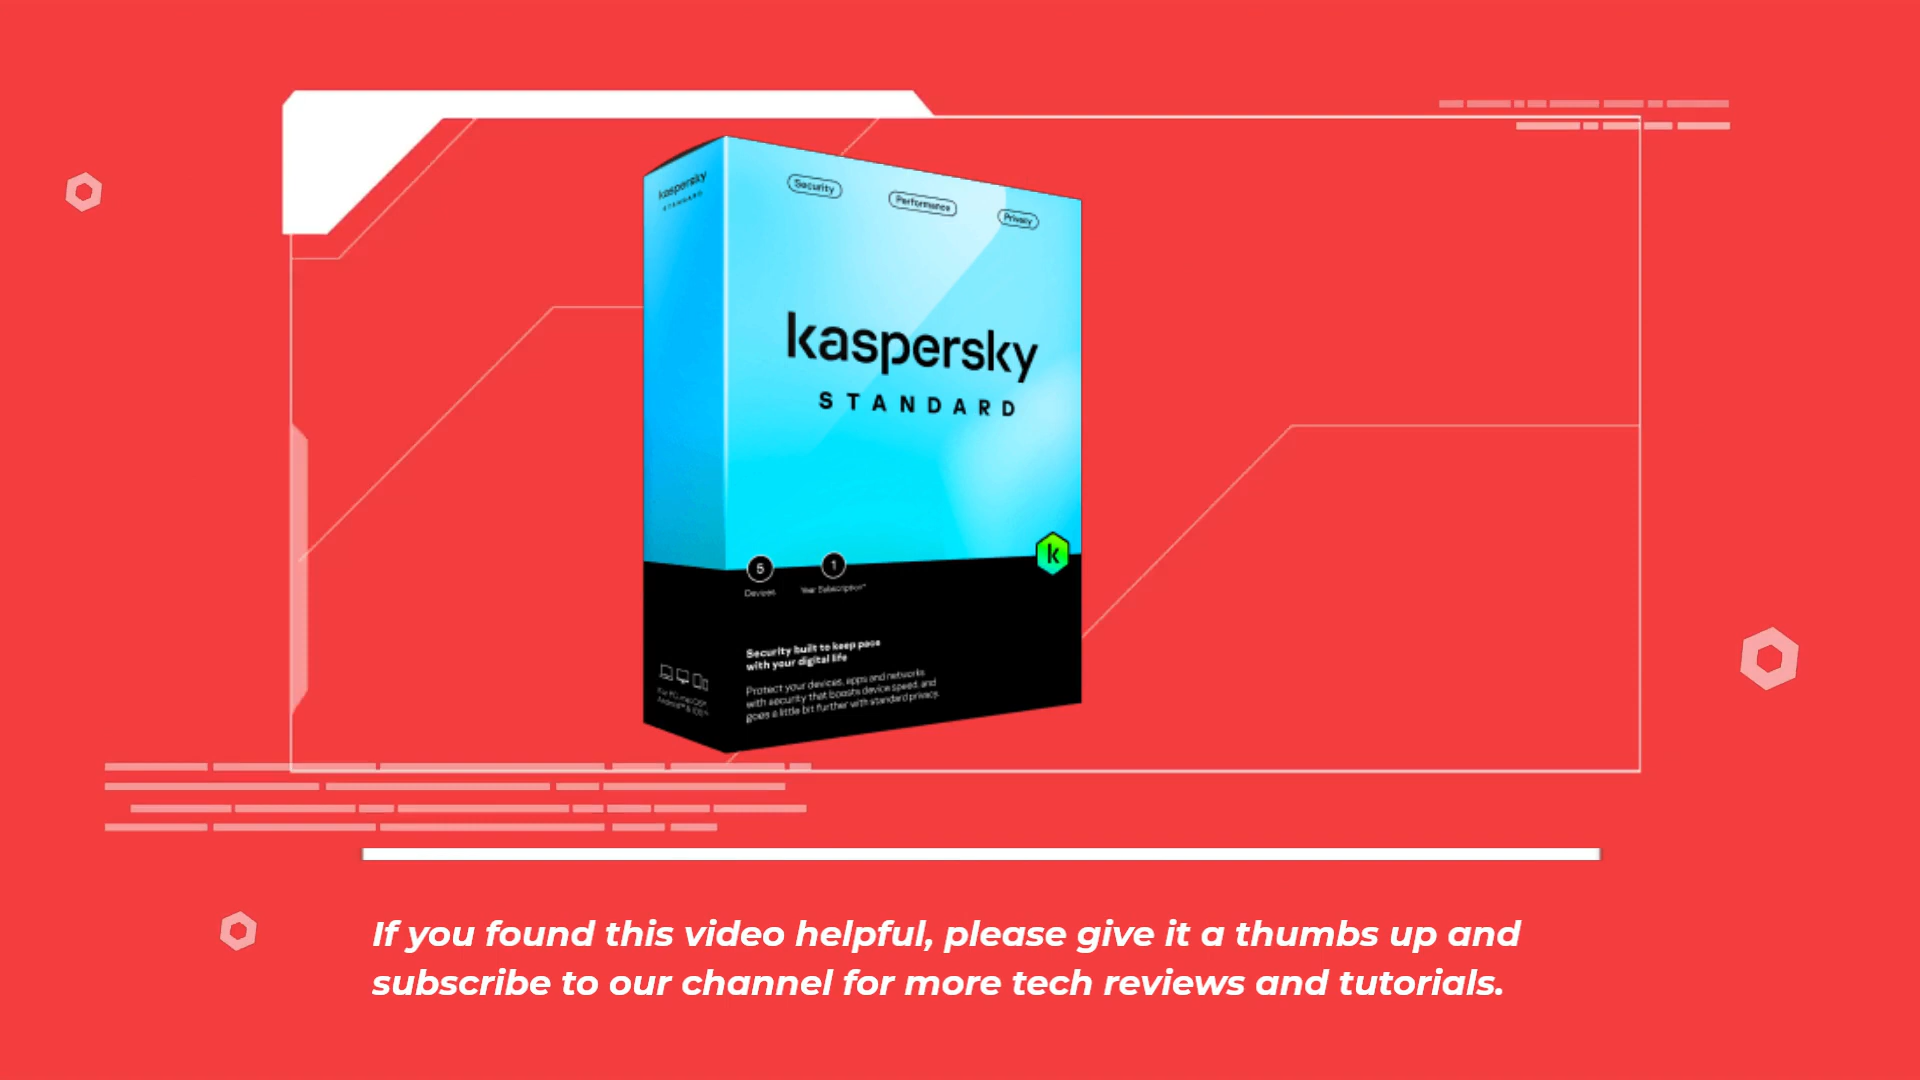 kaspersky
STANDARD
Security
Performance
Privacy
kaspersky
STANDARD
5
1
Devices
Year Subscription
k
Security built to keep pace
with your digital life
Protect your devices, apps and networks
with security that boosts device speed, and
goes a little bit further with standard privacy.
If you found this video helpful, please give it a thumbs up and
subscribe to our channel for more tech reviews and tutorials.